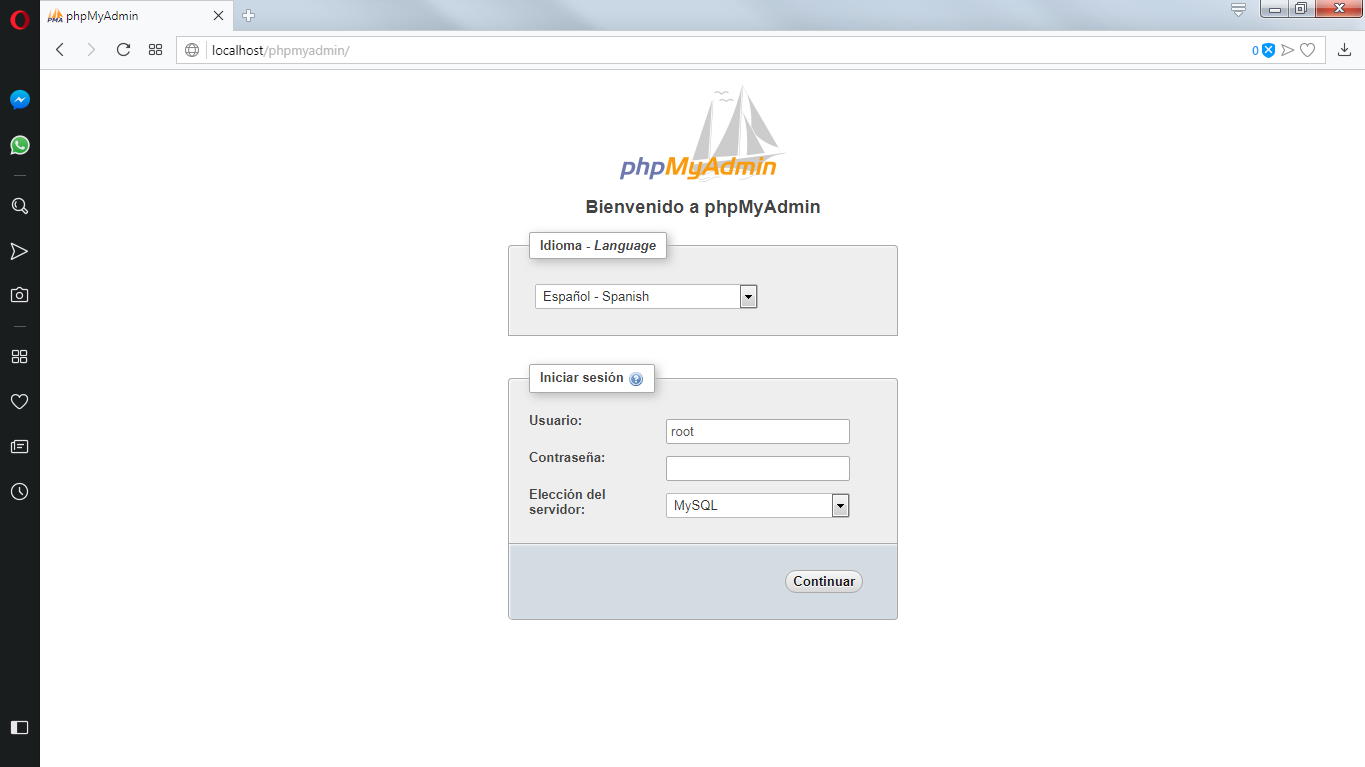 phpMyAdmin
localhost/phpmyadmin/
0
phpMyAdmin
Bienvenido a phpMyAdmin
Idioma - Language
Español - Spanish
Iniciar sesión
Usuario:
root
Contraseña:
Elección del
servidor:
MySQL
Continuar